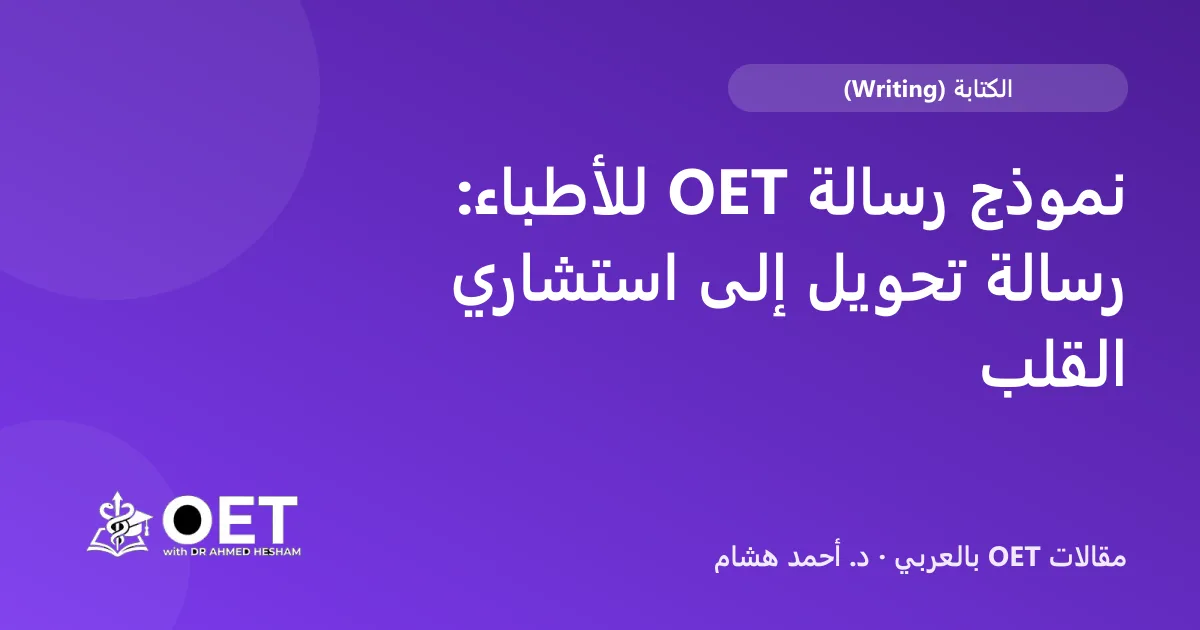 الكتابة (Writing)
نموذج رسالة OET للأطباء:
رسالة تحويل إلى استشاري
القلب
OET
with DR AHMED HESHAM
مقالات OET بالعربي · د. أحمد هشام